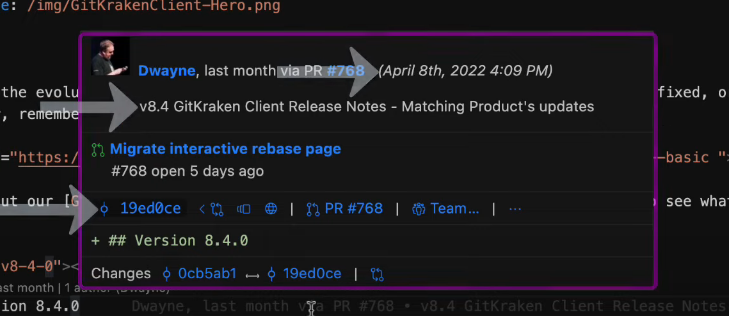 e: /img/GitKrakenClient-Hero.png
Dwayne, last month via PR #768 (April 8th, 2022 4:09 PM)
the evolu fixed, o
v8.4 GitKraken Client Release Notes - Matching Product's updates
, remembe
Migrate interactive rebase page
="https:/ -basic ">
#768 open 5 days ago
ut our [G 19ed0ce | PR #768 | Team... | ... o see wha
+ ## Version 8.4.0
v8-4-0"><
Changes 0cb5ab1 19ed0ce |
last month | 1 author (Dwayne)
sion 8.4.0 Dwayne, last month via PR #768 • v8.4 GitKraken Client Release Notes